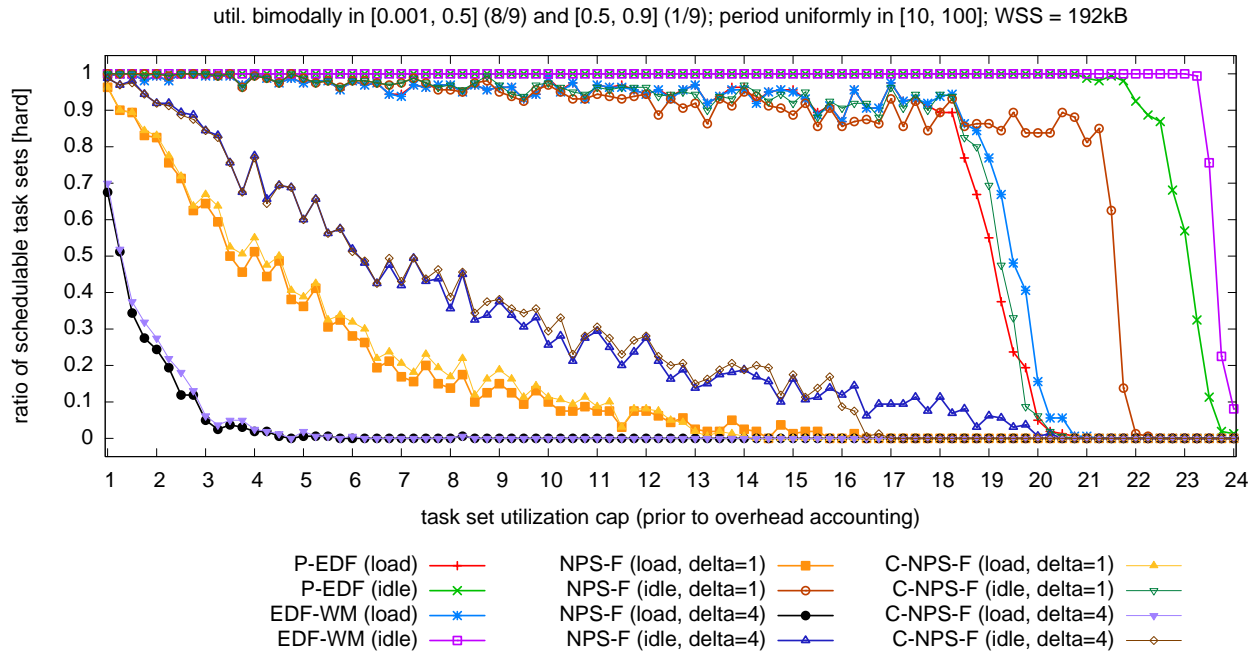 util. bimodally in [0.001, 0.5] (8/9) and [0.5, 0.9] (1/9); period uniformly in [10, 100]; WSS = 192kB
ratio of schedulable task sets [hard]
1
0.9
0.8
0.7
0.6
0.5
0.4
0.3
0.2
0.1
0
1 2 3 4 5 6 7 8 9 10 11 12 13 14 15 16 17 18 19 20 21 22 23 24
task set utilization cap (prior to overhead accounting)
P-EDF (load) NPS-F (load, delta=1) C-NPS-F (load, delta=1)
P-EDF (idle) NPS-F (idle, delta=1) C-NPS-F (idle, delta=1)
EDF-WM (load) NPS-F (load, delta=4) C-NPS-F (load, delta=4)
EDF-WM (idle) NPS-F (idle, delta=4) C-NPS-F (idle, delta=4)